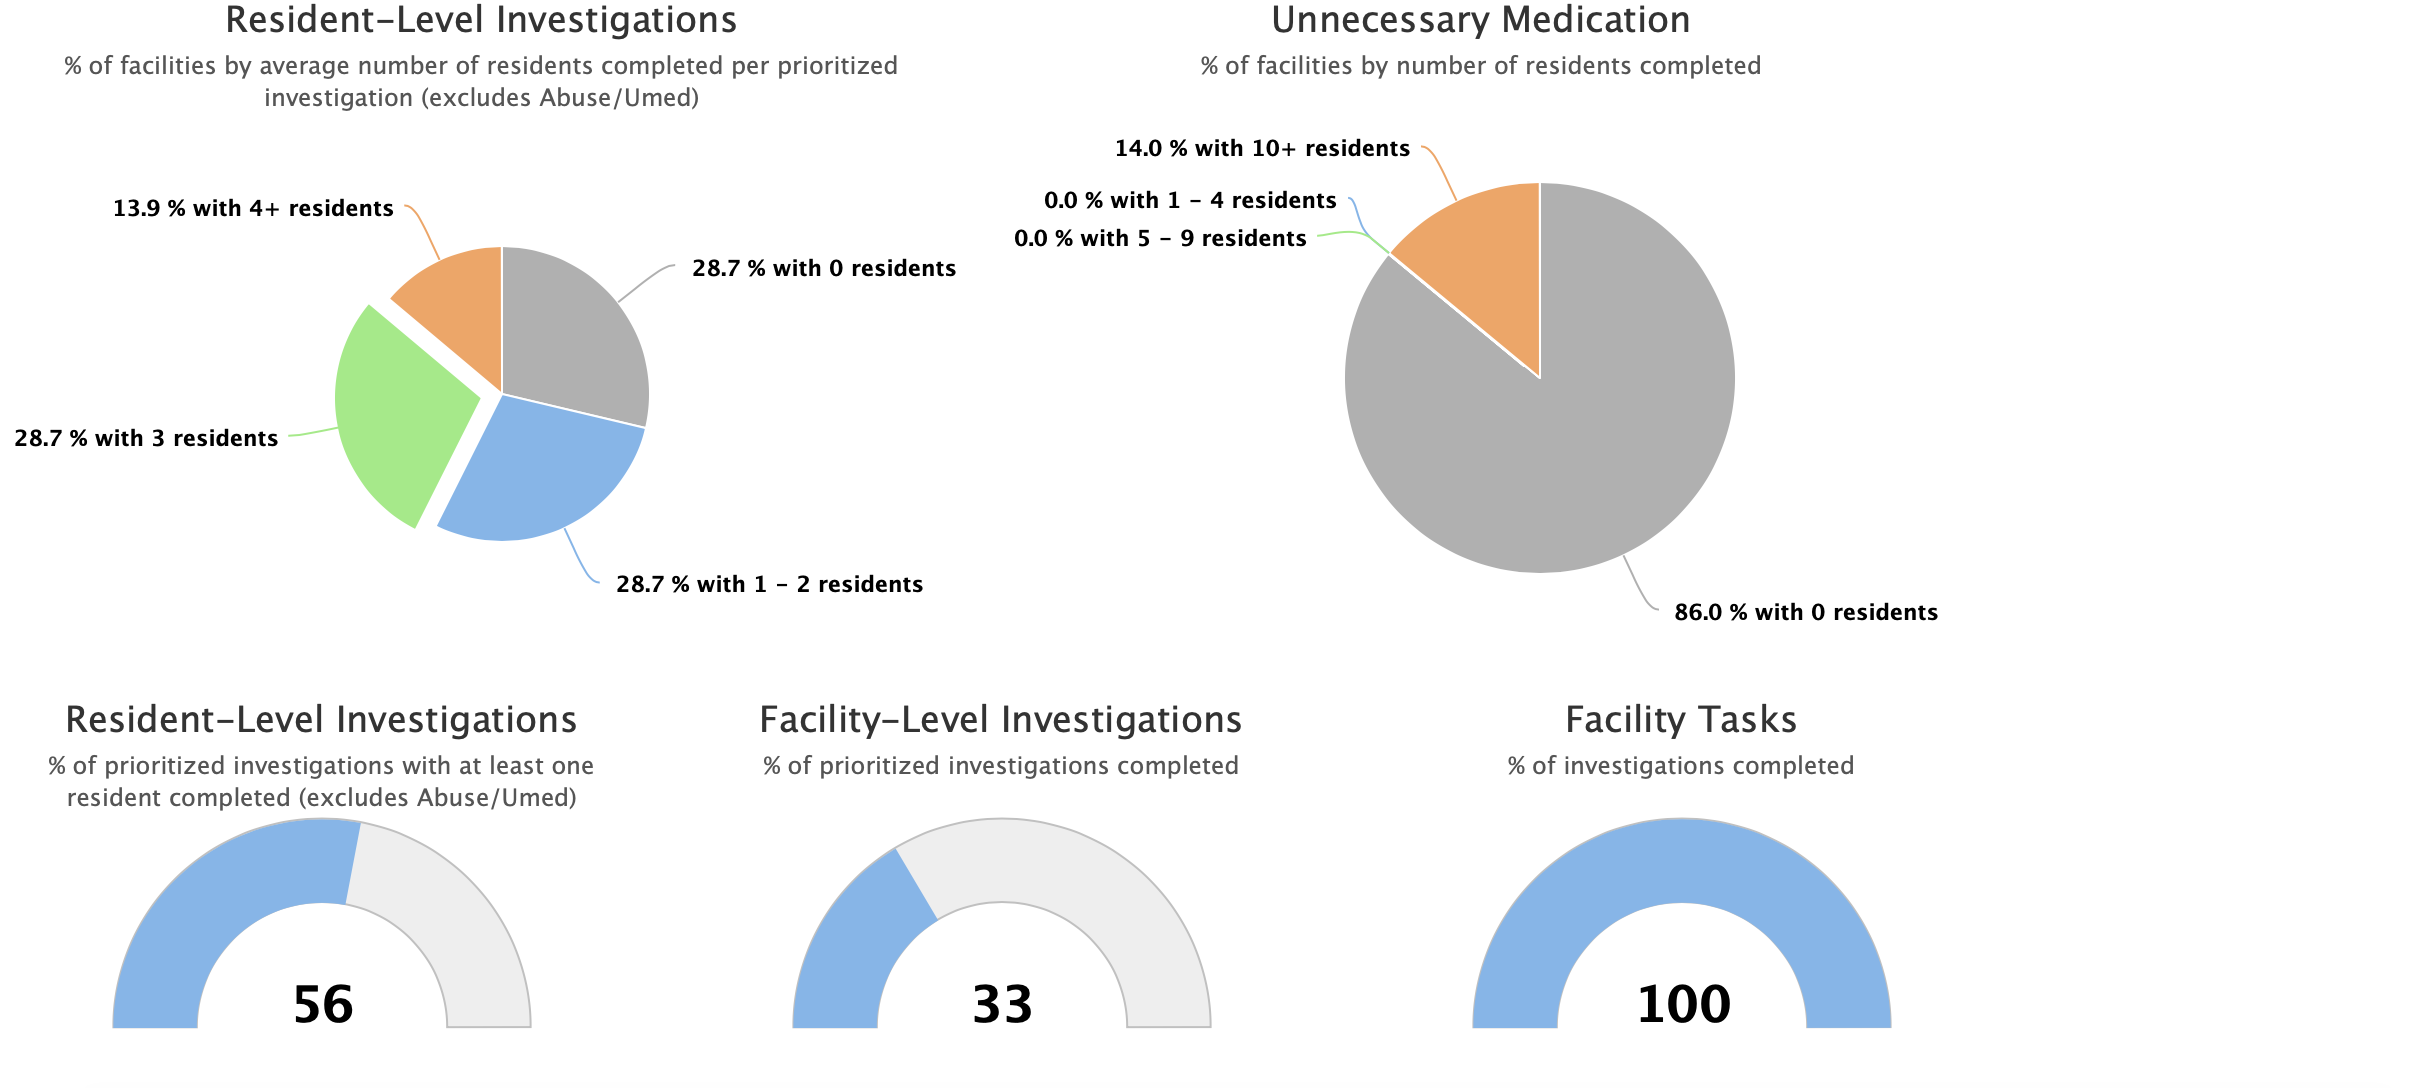 Resident-Level Investigations
% of facilities by average number of residents completed per prioritized
investigation (excludes Abuse/Umed)
13.9 % with 4+ residents
28.7 % with 0 residents
28.7 % with 3 residents
28.7 % with 1 - 2 residents
Unnecessary Medication
% of facilities by number of residents completed
14.0 % with 10+ residents
0.0 % with 1 - 4 residents
0.0 % with 5 - 9 residents
86.0 % with 0 residents
Resident-Level Investigations
% of prioritized investigations with at least one
resident completed (excludes Abuse/Umed)
56
Facility-Level Investigations
% of prioritized investigations completed
33
Facility Tasks
% of investigations completed
100